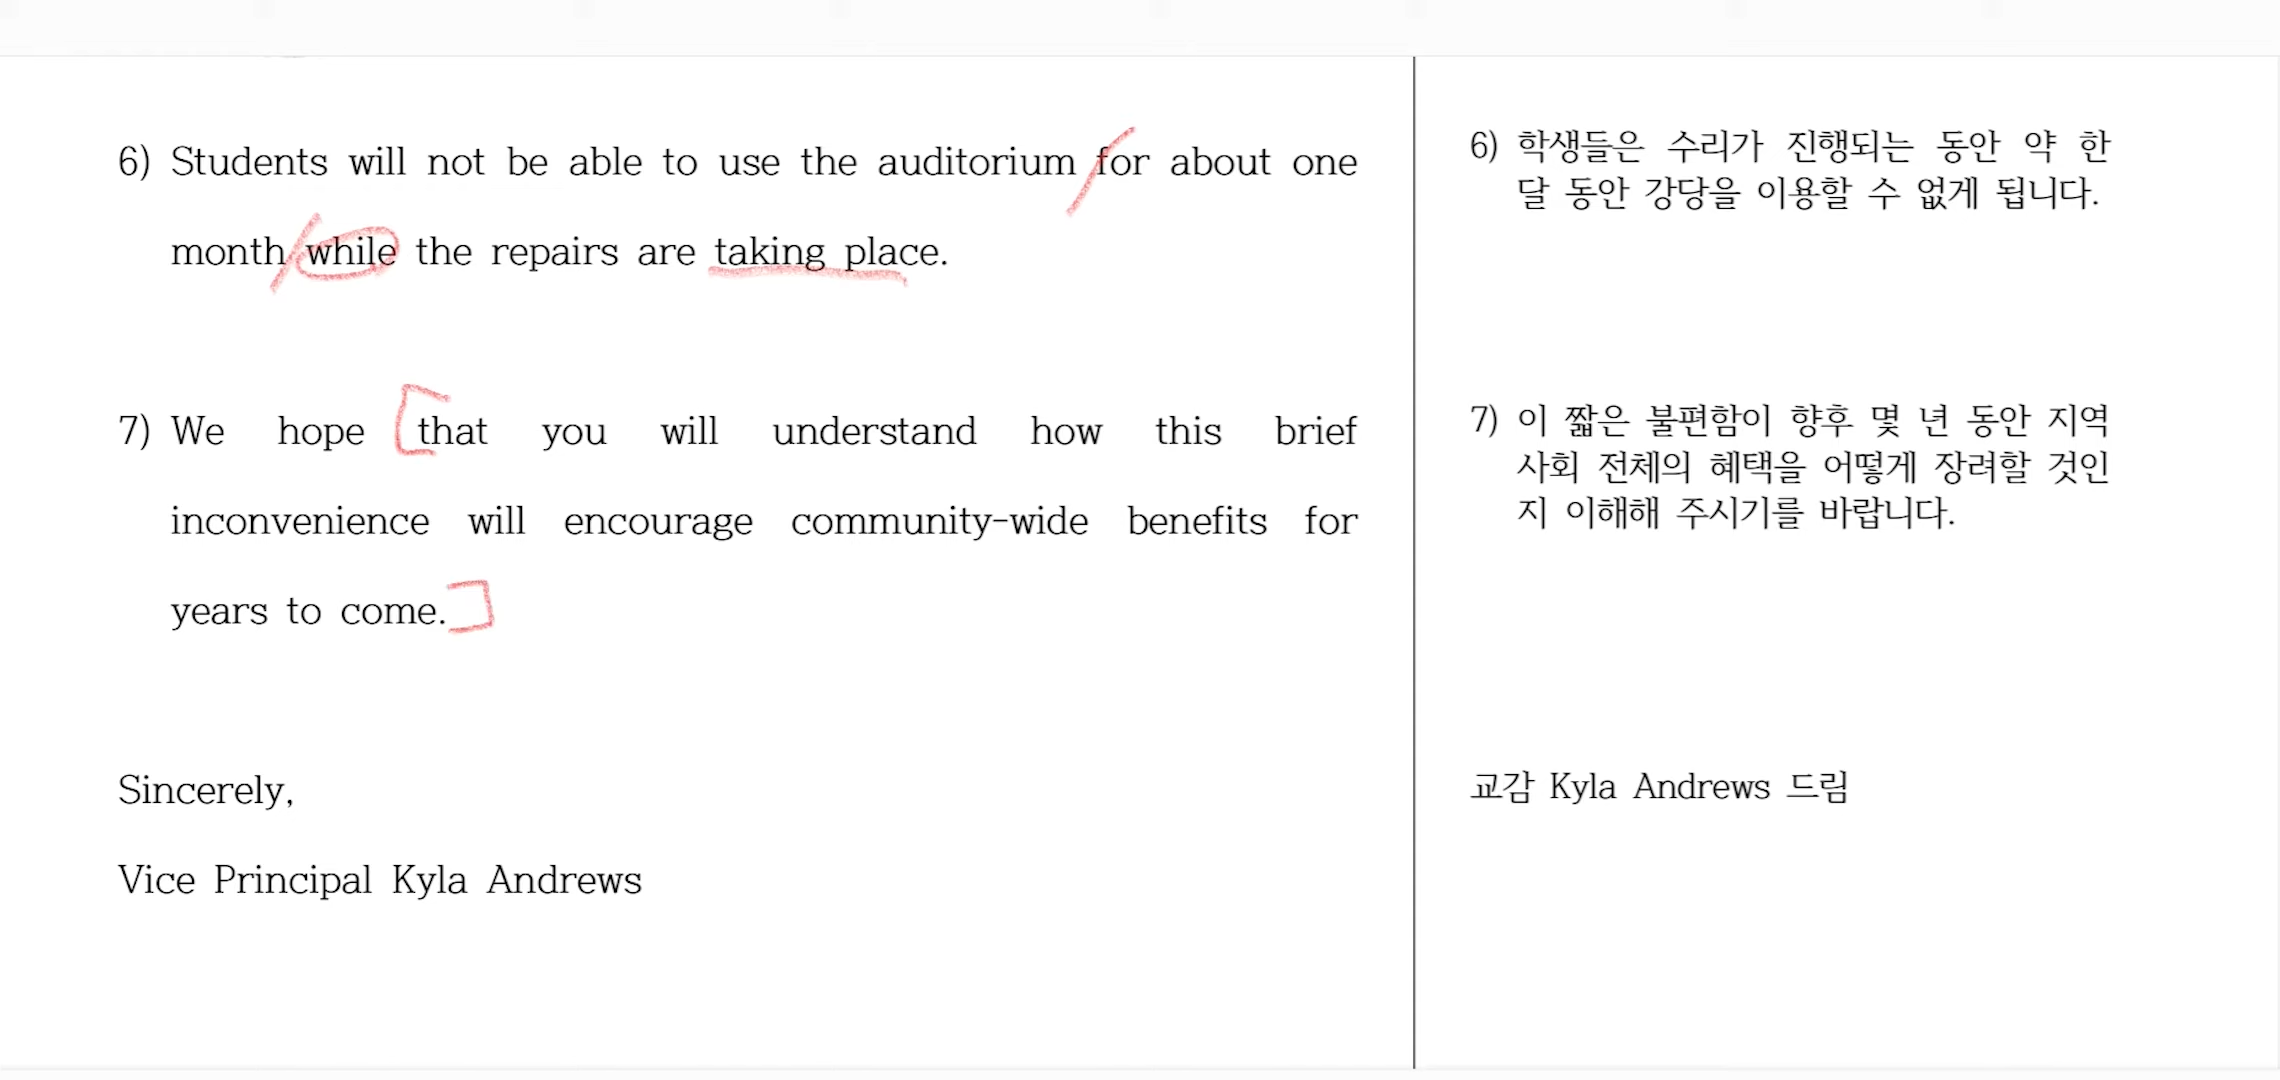 6) Students will not be able to use the auditorium for about one
month while the repairs are taking place.
7) We hope that you will understand how this brief
inconvenience will encourage community-wide benefits for
years to come.
Sincerely,
Vice Principal Kyla Andrews
6) 학생들은 수리가 진행되는 동안 약 한
달 동안 강당을 이용할 수 없게 됩니다.
7) 이 짧은 불편함이 향후 몇 년 동안 지역
사회 전체의 혜택을 어떻게 장려할 것인
지 이해해 주시기를 바랍니다.
교감 Kyla Andrews 드림